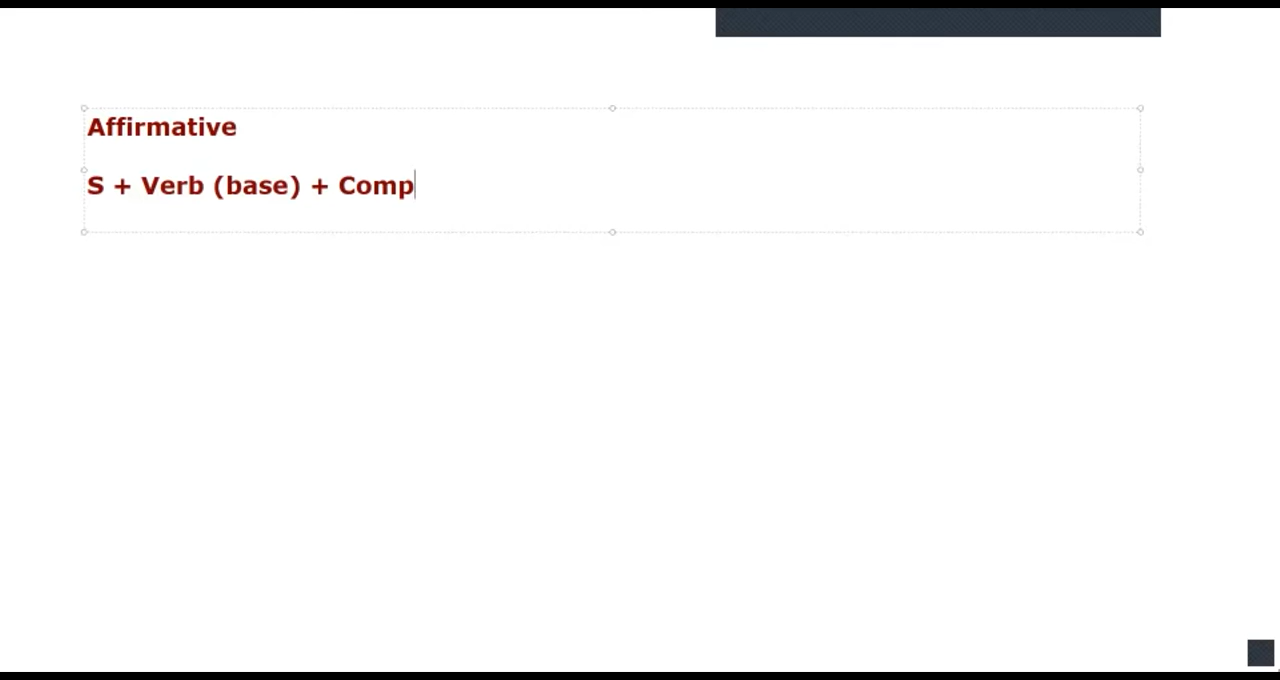 Affirmative
S + Verb (base) + Comp